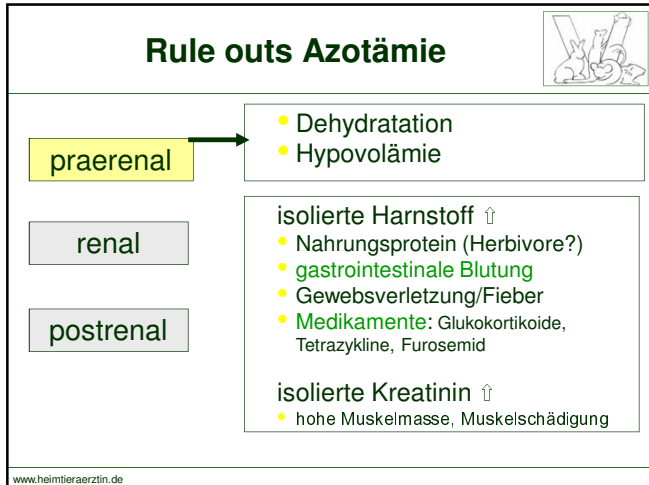 Rule outs Azotämie
praerenal
renal
postrenal
• Dehydratation
• Hypovolämie
isolierte Harnstoff ⇧
• Nahrungsprotein (Herbivore?)
• gastrointestinale Blutung
• Gewebsverletzung/Fieber
• Medikamente: Glukokortikoide,
Tetrazykline, Furosemid
isolierte Kreatinin ⇧
• hohe Muskelmasse, Muskelschädigung
www.heimtieraerztin.de